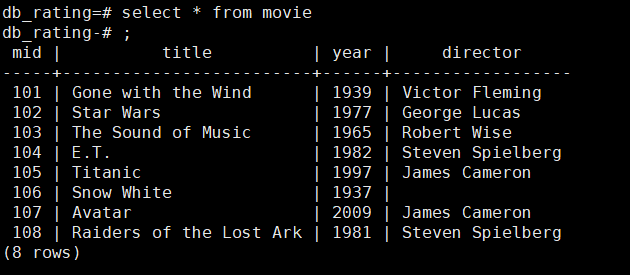 db_rating=# select * from movie
db_rating-# ;
 mid |          title          | year |     director
-----+-------------------------+------+------------------
 101 | Gone with the Wind      | 1939 | Victor Fleming
 102 | Star Wars               | 1977 | George Lucas
 103 | The Sound of Music      | 1965 | Robert Wise
 104 | E.T.                    | 1982 | Steven Spielberg
 105 | Titanic                 | 1997 | James Cameron
 106 | Snow White              | 1937 |
 107 | Avatar                  | 2009 | James Cameron
 108 | Raiders of the Lost Ark | 1981 | Steven Spielberg
(8 rows)